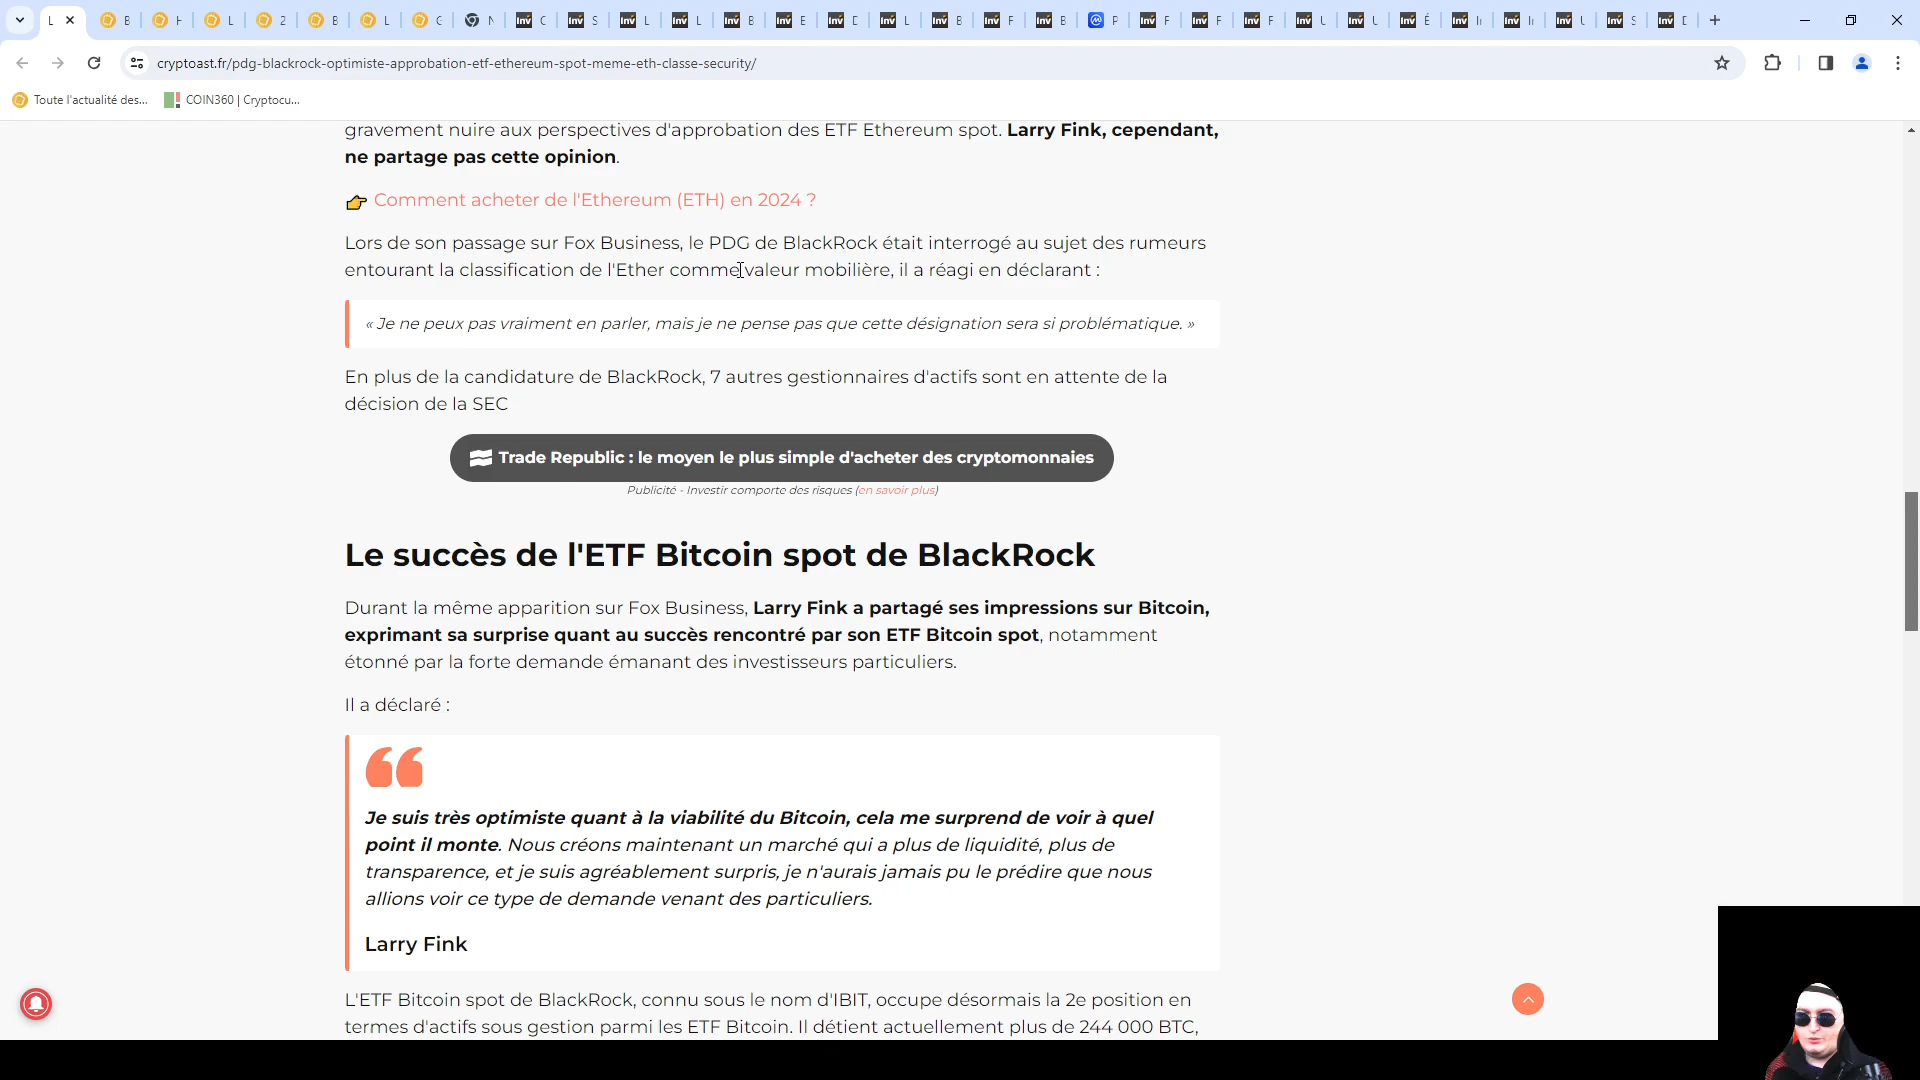 L
B
H
L
2
B
L
C
N
C
S
L
L
B
E
D
L
B
F
B
P
F
F
F
U
U
É
I
I
U
S
D
cryptoast.fr/pdg-blackrock-optimiste-approbation-etf-ethereum-spot-meme-eth-classe-security/
Toute l'actualité des...
COIN360 | Cryptocu...
gravement nuire aux perspectives d'approbation des ETF Ethereum spot. Larry Fink, cependant,
ne partage pas cette opinion.
Comment acheter de l'Ethereum (ETH) en 2024 ?
Lors de son passage sur Fox Business, le PDG de BlackRock était interrogé au sujet des rumeurs
entourant la classification de l'Ether comme valeur mobilière, il a réagi en déclarant :
« Je ne peux pas vraiment en parler, mais je ne pense pas que cette désignation sera si problématique. »
En plus de la candidature de BlackRock, 7 autres gestionnaires d'actifs sont en attente de la
décision de la SEC
Trade Republic : le moyen le plus simple d'acheter des cryptomonnaies
Publicité - Investir comporte des risques (en savoir plus)
Le succès de l'ETF Bitcoin spot de BlackRock
Durant la même apparition sur Fox Business, Larry Fink a partagé ses impressions sur Bitcoin,
exprimant sa surprise quant au succès rencontré par son ETF Bitcoin spot, notamment
étonné par la forte demande émanant des investisseurs particuliers.
Il a déclaré :
Je suis très optimiste quant à la viabilité du Bitcoin, cela me surprend de voir à quel
point il monte. Nous créons maintenant un marché qui a plus de liquidité, plus de
transparence, et je suis agréablement surpris, je n'aurais jamais pu le prédire que nous
allions voir ce type de demande venant des particuliers.
Larry Fink
L'ETF Bitcoin spot de BlackRock, connu sous le nom d'IBIT, occupe désormais la 2e position en
termes d'actifs sous gestion parmi les ETF Bitcoin. Il détient actuellement plus de 244 000 BTC,